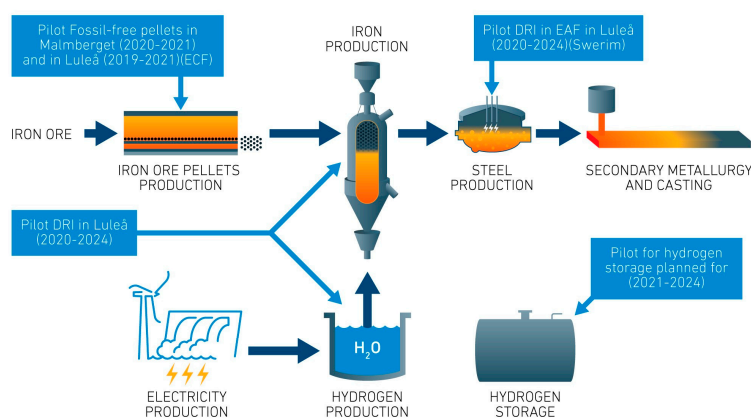 Pilot Fossil-free pellets in
Malmberget (2020-2021)
and in Luleå (2019-2021)(ECF)
IRON
PRODUCTION
Pilot DRI in EAF in Luleå
(2020-2024)(Swerim)
IRON ORE
IRON ORE PELLETS
PRODUCTION
STEEL
PRODUCTION
SECONDARY METALLURGY
AND CASTING
Pilot DRI in Luleå
(2020-2024)
Pilot for hydrogen
storage planned for
(2021-2024)
H₂O
ELECTRICITY
PRODUCTION
HYDROGEN
PRODUCTION
HYDROGEN
STORAGE